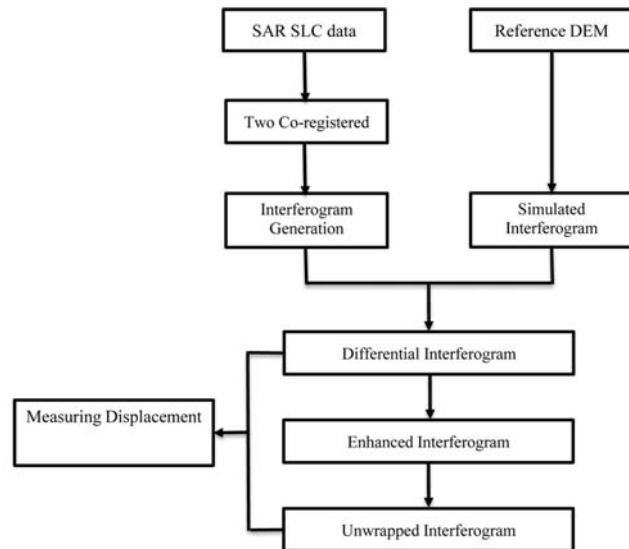 SAR SLC data
Reference DEM
Two Co-registered
Interferogram
Generation
Simulated
Interferogram
Differential Interferogram
Measuring Displacement
Enhanced Interferogram
Unwrapped Interferogram